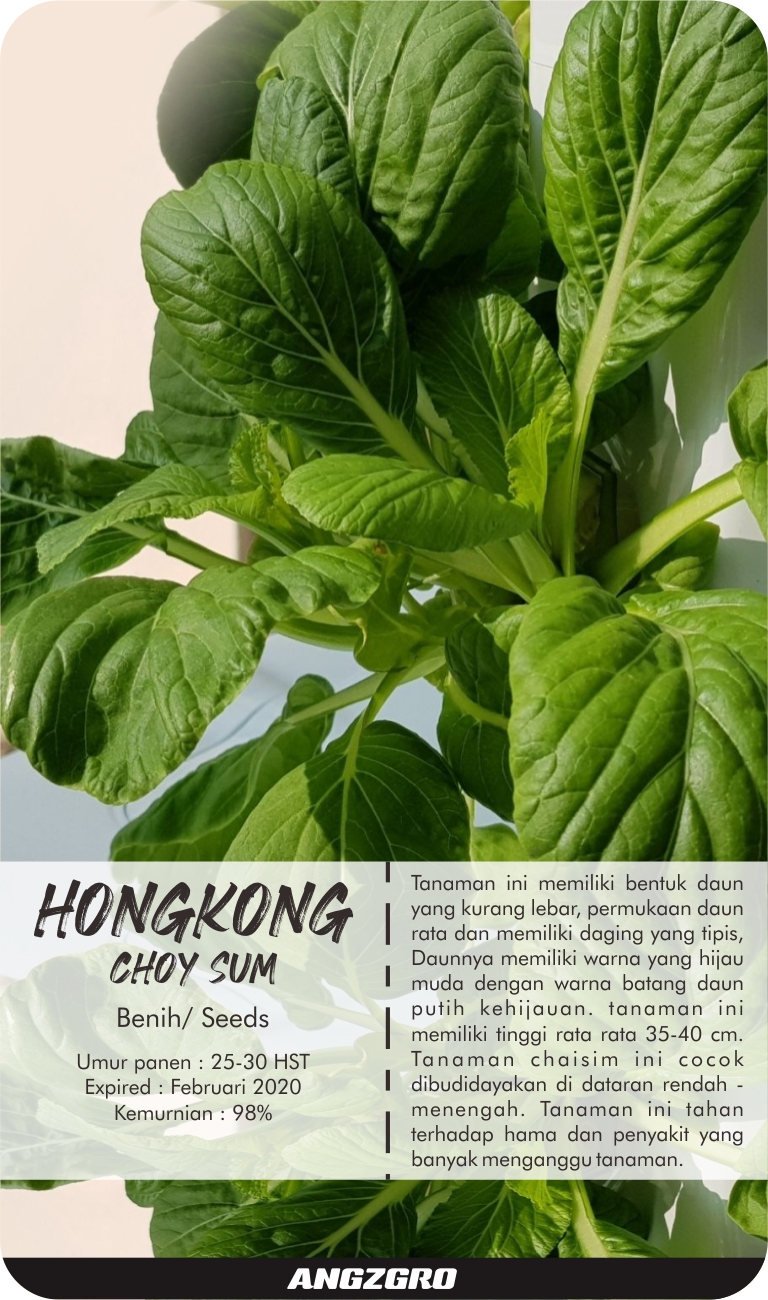 HONGKONG
CHOY SUM
Benih/ Seeds
Umur panen : 25-30 HST
Expired : Februari 2020
Kemurnian : 98%
Tanaman ini memiliki bentuk daun
yang kurang lebar, permukaan daun
rata dan memiliki daging yang tipis,
Daunnya memiliki warna yang hijau
muda dengan warna batang daun
putih kehijauan. tanaman ini
memiliki tinggi rata rata 35-40 cm.
Tanaman chaisim ini cocok
dibudidayakan di dataran rendah -
menengah. Tanaman ini tahan
terhadap hama dan penyakit yang
banyak menganggu tanaman.
ANGZGRO